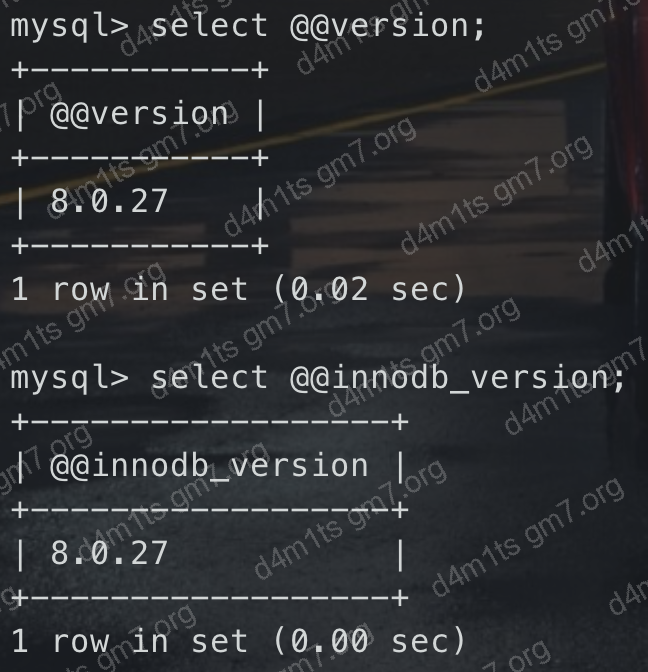 mysql> select @@version;
+-----------+
| @@version |
+-----------+
| 8.0.27    |
+-----------+
1 row in set (0.02 sec)

mysql> select @@innodb_version;
+------------------+
| @@innodb_version |
+------------------+
| 8.0.27           |
+------------------+
1 row in set (0.00 sec)
d4m1ts gm7.org